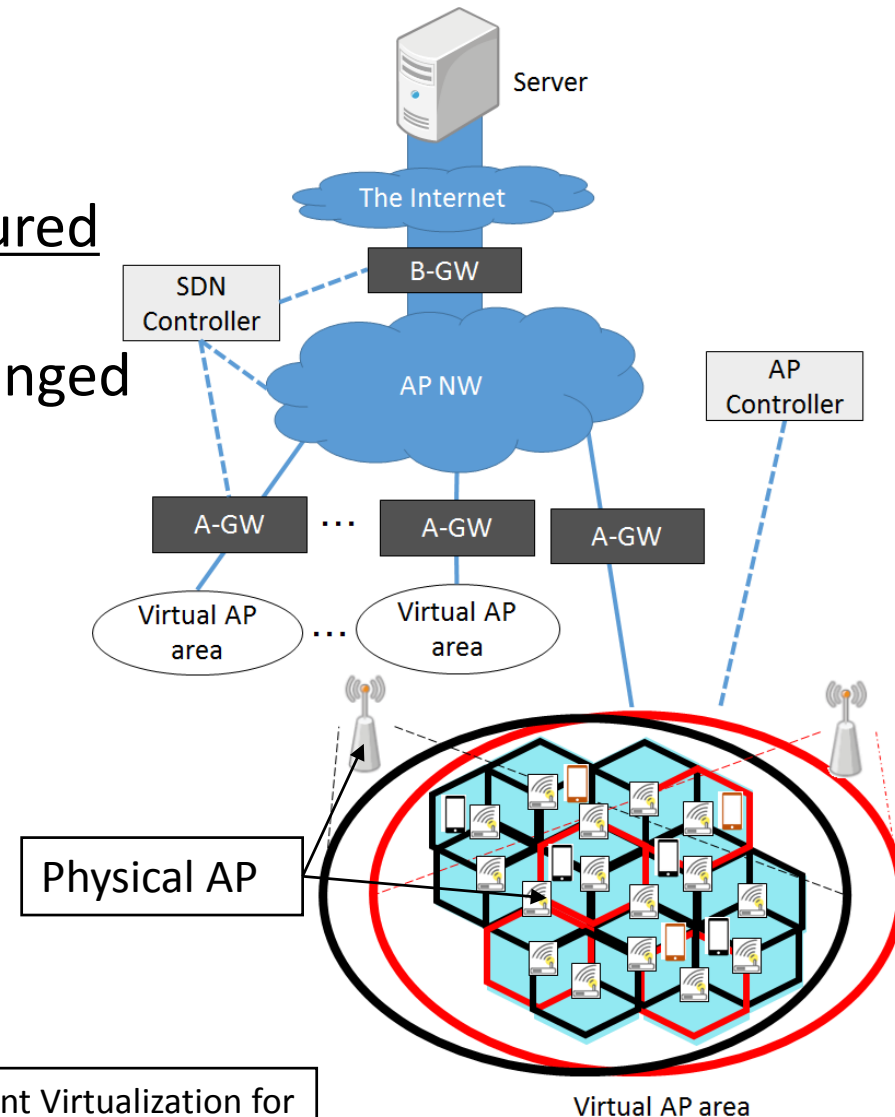 Server
The Internet
ured
B-GW
SDN
Controller
nged
AP NW
AP
Controller
A-GW
...
A-GW
A-GW
Virtual AP
area
...
Virtual AP
area
Physical AP
nt Virtualization for
Virtual AP area